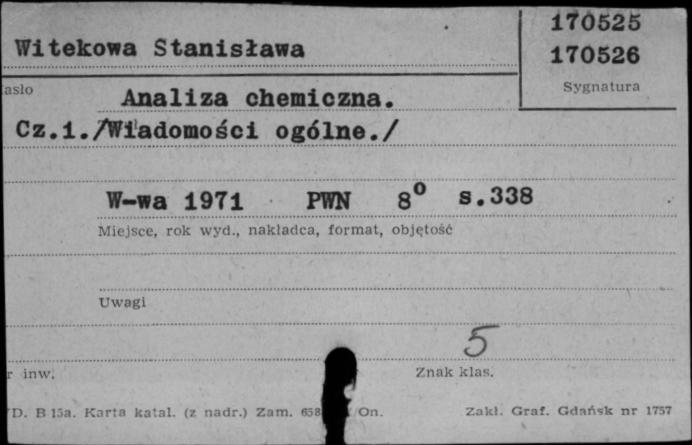 170525
Witekowa Stanisława
170526
Sygnatura
asło
Analiza chemiczna.
Cz.1./Wiadomości ogólne./
W-wa 1971 PWN 8⁰ s.338
Miejsce, rok wyd., nakładca, format, objętość
Uwagi
5
r inw.
Znak klas.
D. B 15a. Karta katal. (z nadr.) Zam. 658 On. Zakł. Graf. Gdańsk nr 1757